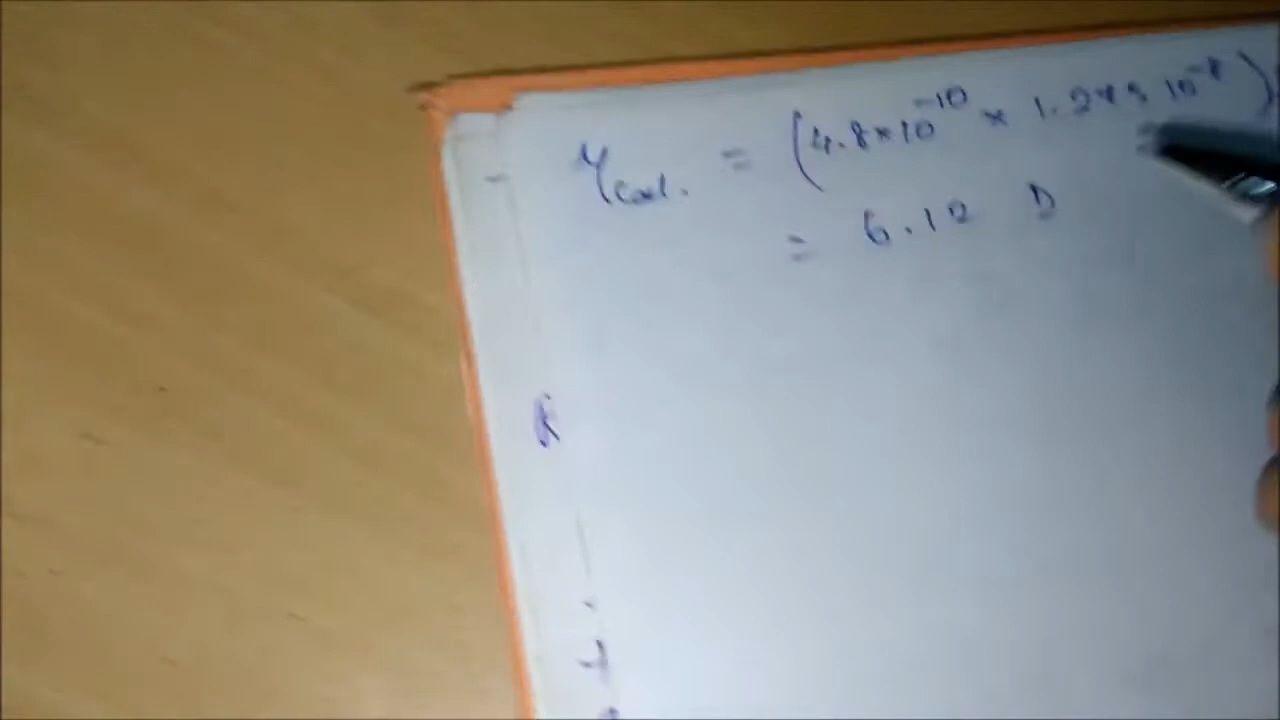 μcal. = (4.8×10⁻¹⁰ × 1.275 10⁻⁸)
= 6.12 D